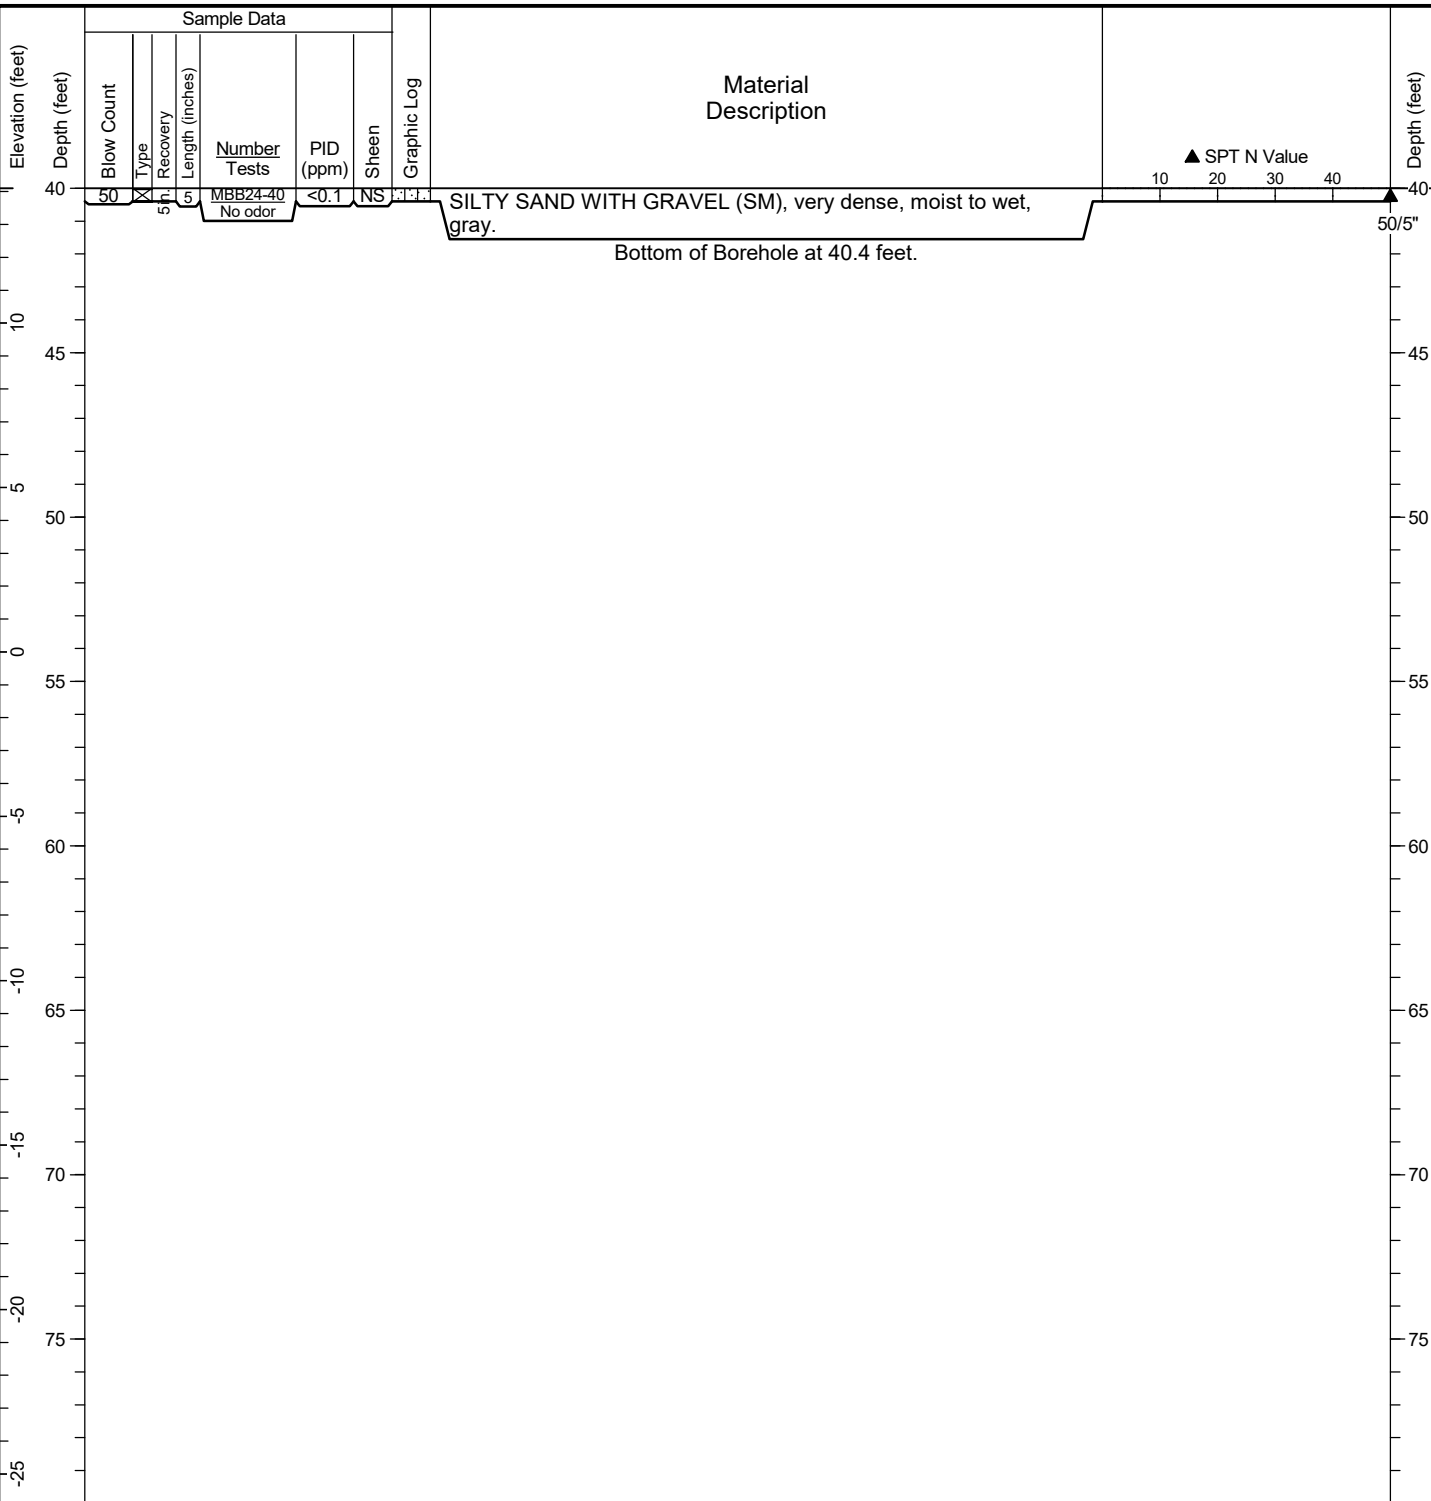 Sample Data
Elevation (feet)
Depth (feet)
Blow Count
Type
Recovery
Length (inches)
Number
Tests
PID
(ppm)
Sheen
Graphic Log
Material
Description
▲ SPT N Value
10 20 30 40
Depth (feet)
40 50 5 in. 5 MBB24-40 <0.1 NS SILTY SAND WITH GRAVEL (SM), very dense, moist to wet, 40
No odor gray. 50/5"
Bottom of Borehole at 40.4 feet.
10
45 45
5
50 50
0
55 55
-5
60 60
-10
65 65
-15
70 70
-20
75 75
-25